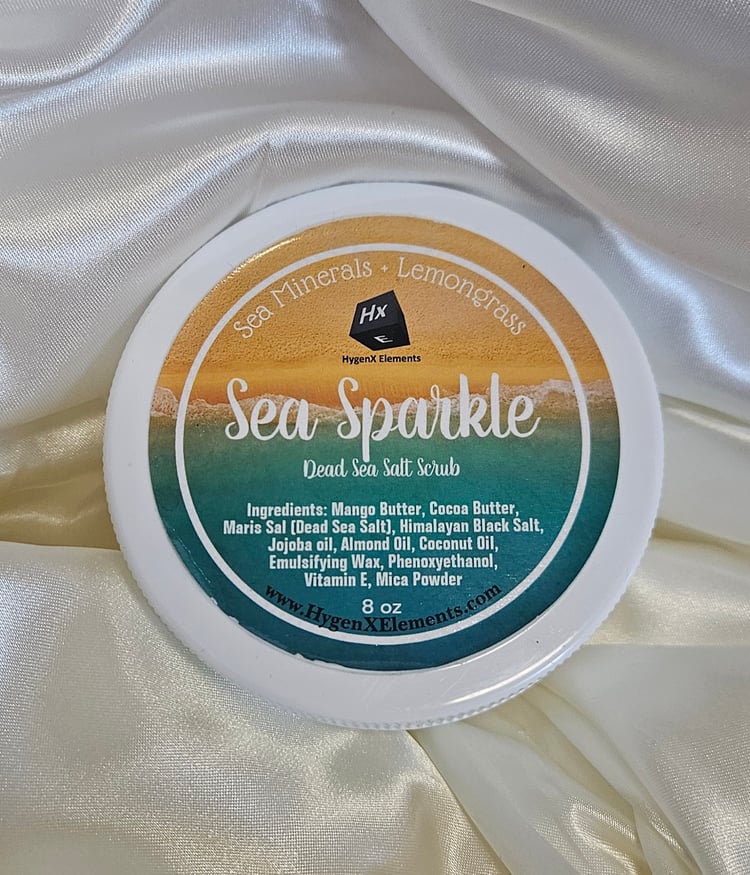 Sea Minerals + Lemongrass
Hx
E
HygenX Elements
Sea Sparkle
Dead Sea Salt Scrub
Ingredients: Mango Butter, Cocoa Butter,
Maris Sal (Dead Sea Salt), Himalayan Black Salt,
Jojoba oil, Almond Oil, Coconut Oil,
Emulsifying Wax, Phenoxyethanol,
Vitamin E, Mica Powder
8 oz
www.HygenXElements.com